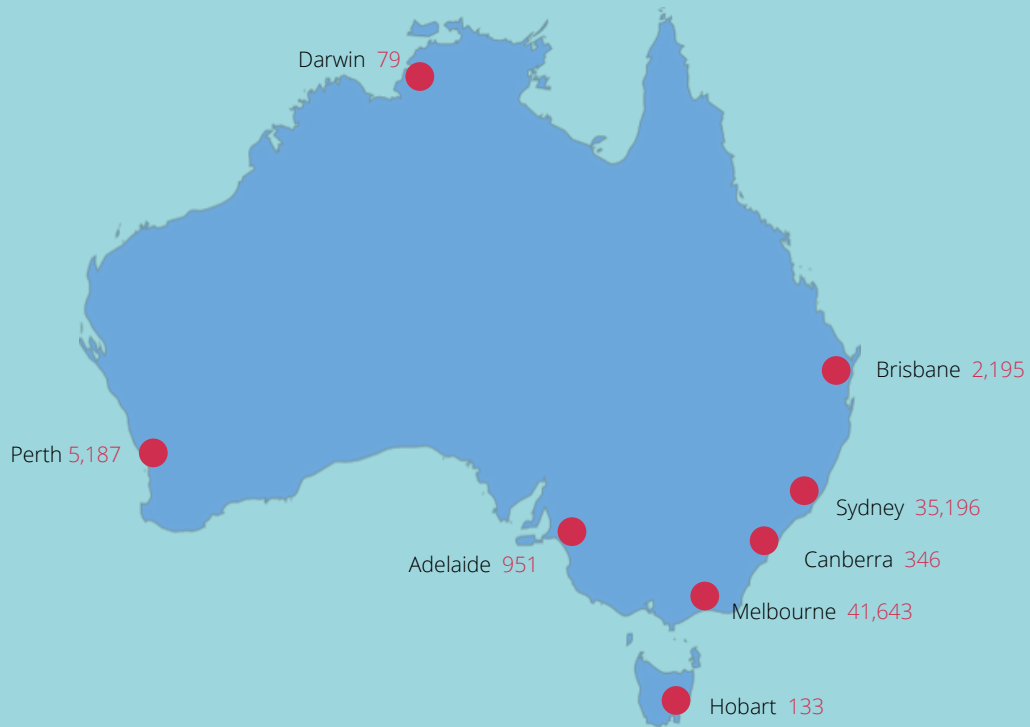 Darwin 79
Brisbane 2,195
Perth 5,187
Sydney 35,196
Adelaide 951
Canberra 346
Melbourne 41,643
Hobart 133